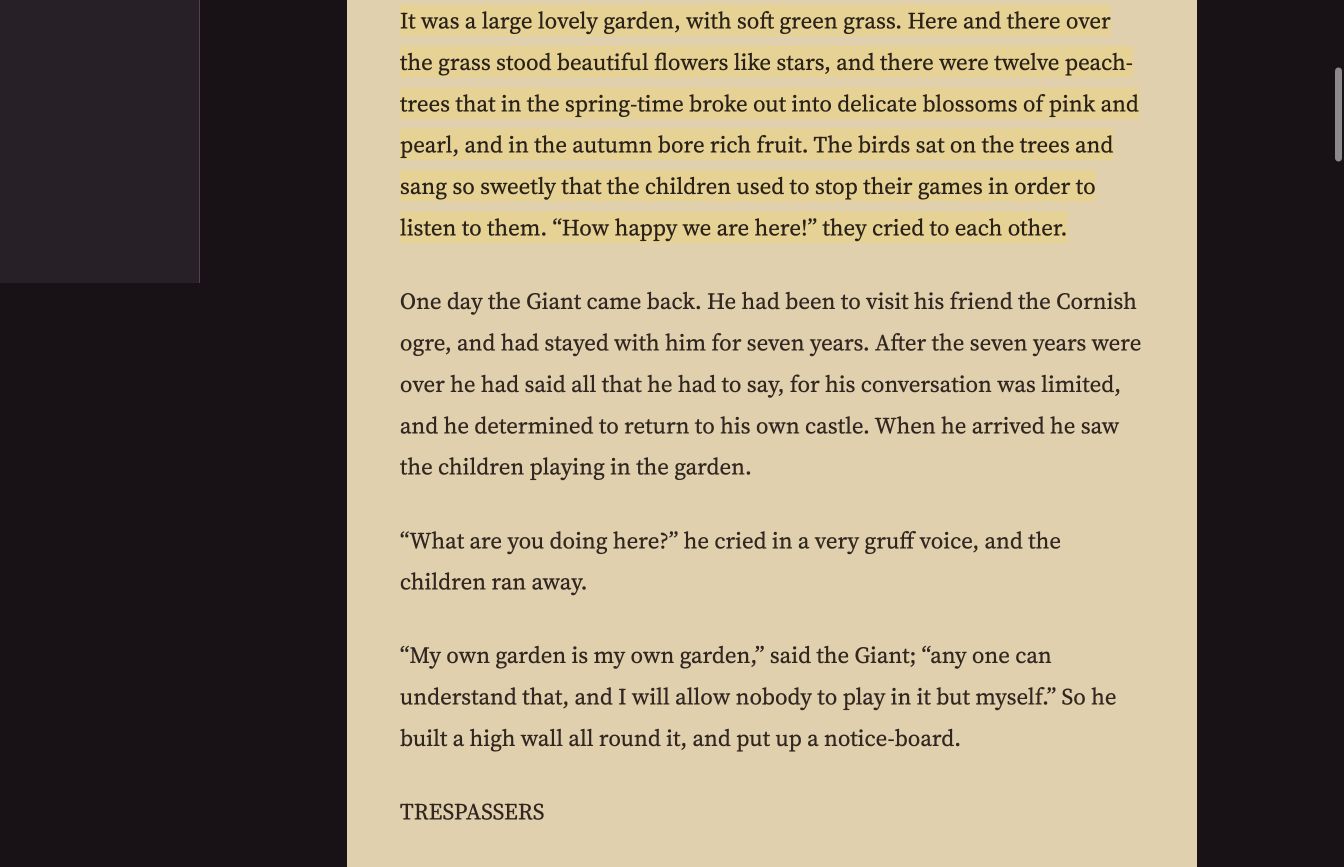 It was a large lovely garden, with soft green grass. Here and there over
the grass stood beautiful flowers like stars, and there were twelve peach-
trees that in the spring-time broke out into delicate blossoms of pink and
pearl, and in the autumn bore rich fruit. The birds sat on the trees and
sang so sweetly that the children used to stop their games in order to
listen to them. “How happy we are here!” they cried to each other.
One day the Giant came back. He had been to visit his friend the Cornish
ogre, and had stayed with him for seven years. After the seven years were
over he had said all that he had to say, for his conversation was limited,
and he determined to return to his own castle. When he arrived he saw
the children playing in the garden.
“What are you doing here?” he cried in a very gruff voice, and the
children ran away.
“My own garden is my own garden,” said the Giant; “any one can
understand that, and I will allow nobody to play in it but myself.” So he
built a high wall all round it, and put up a notice-board.
TRESPASSERS